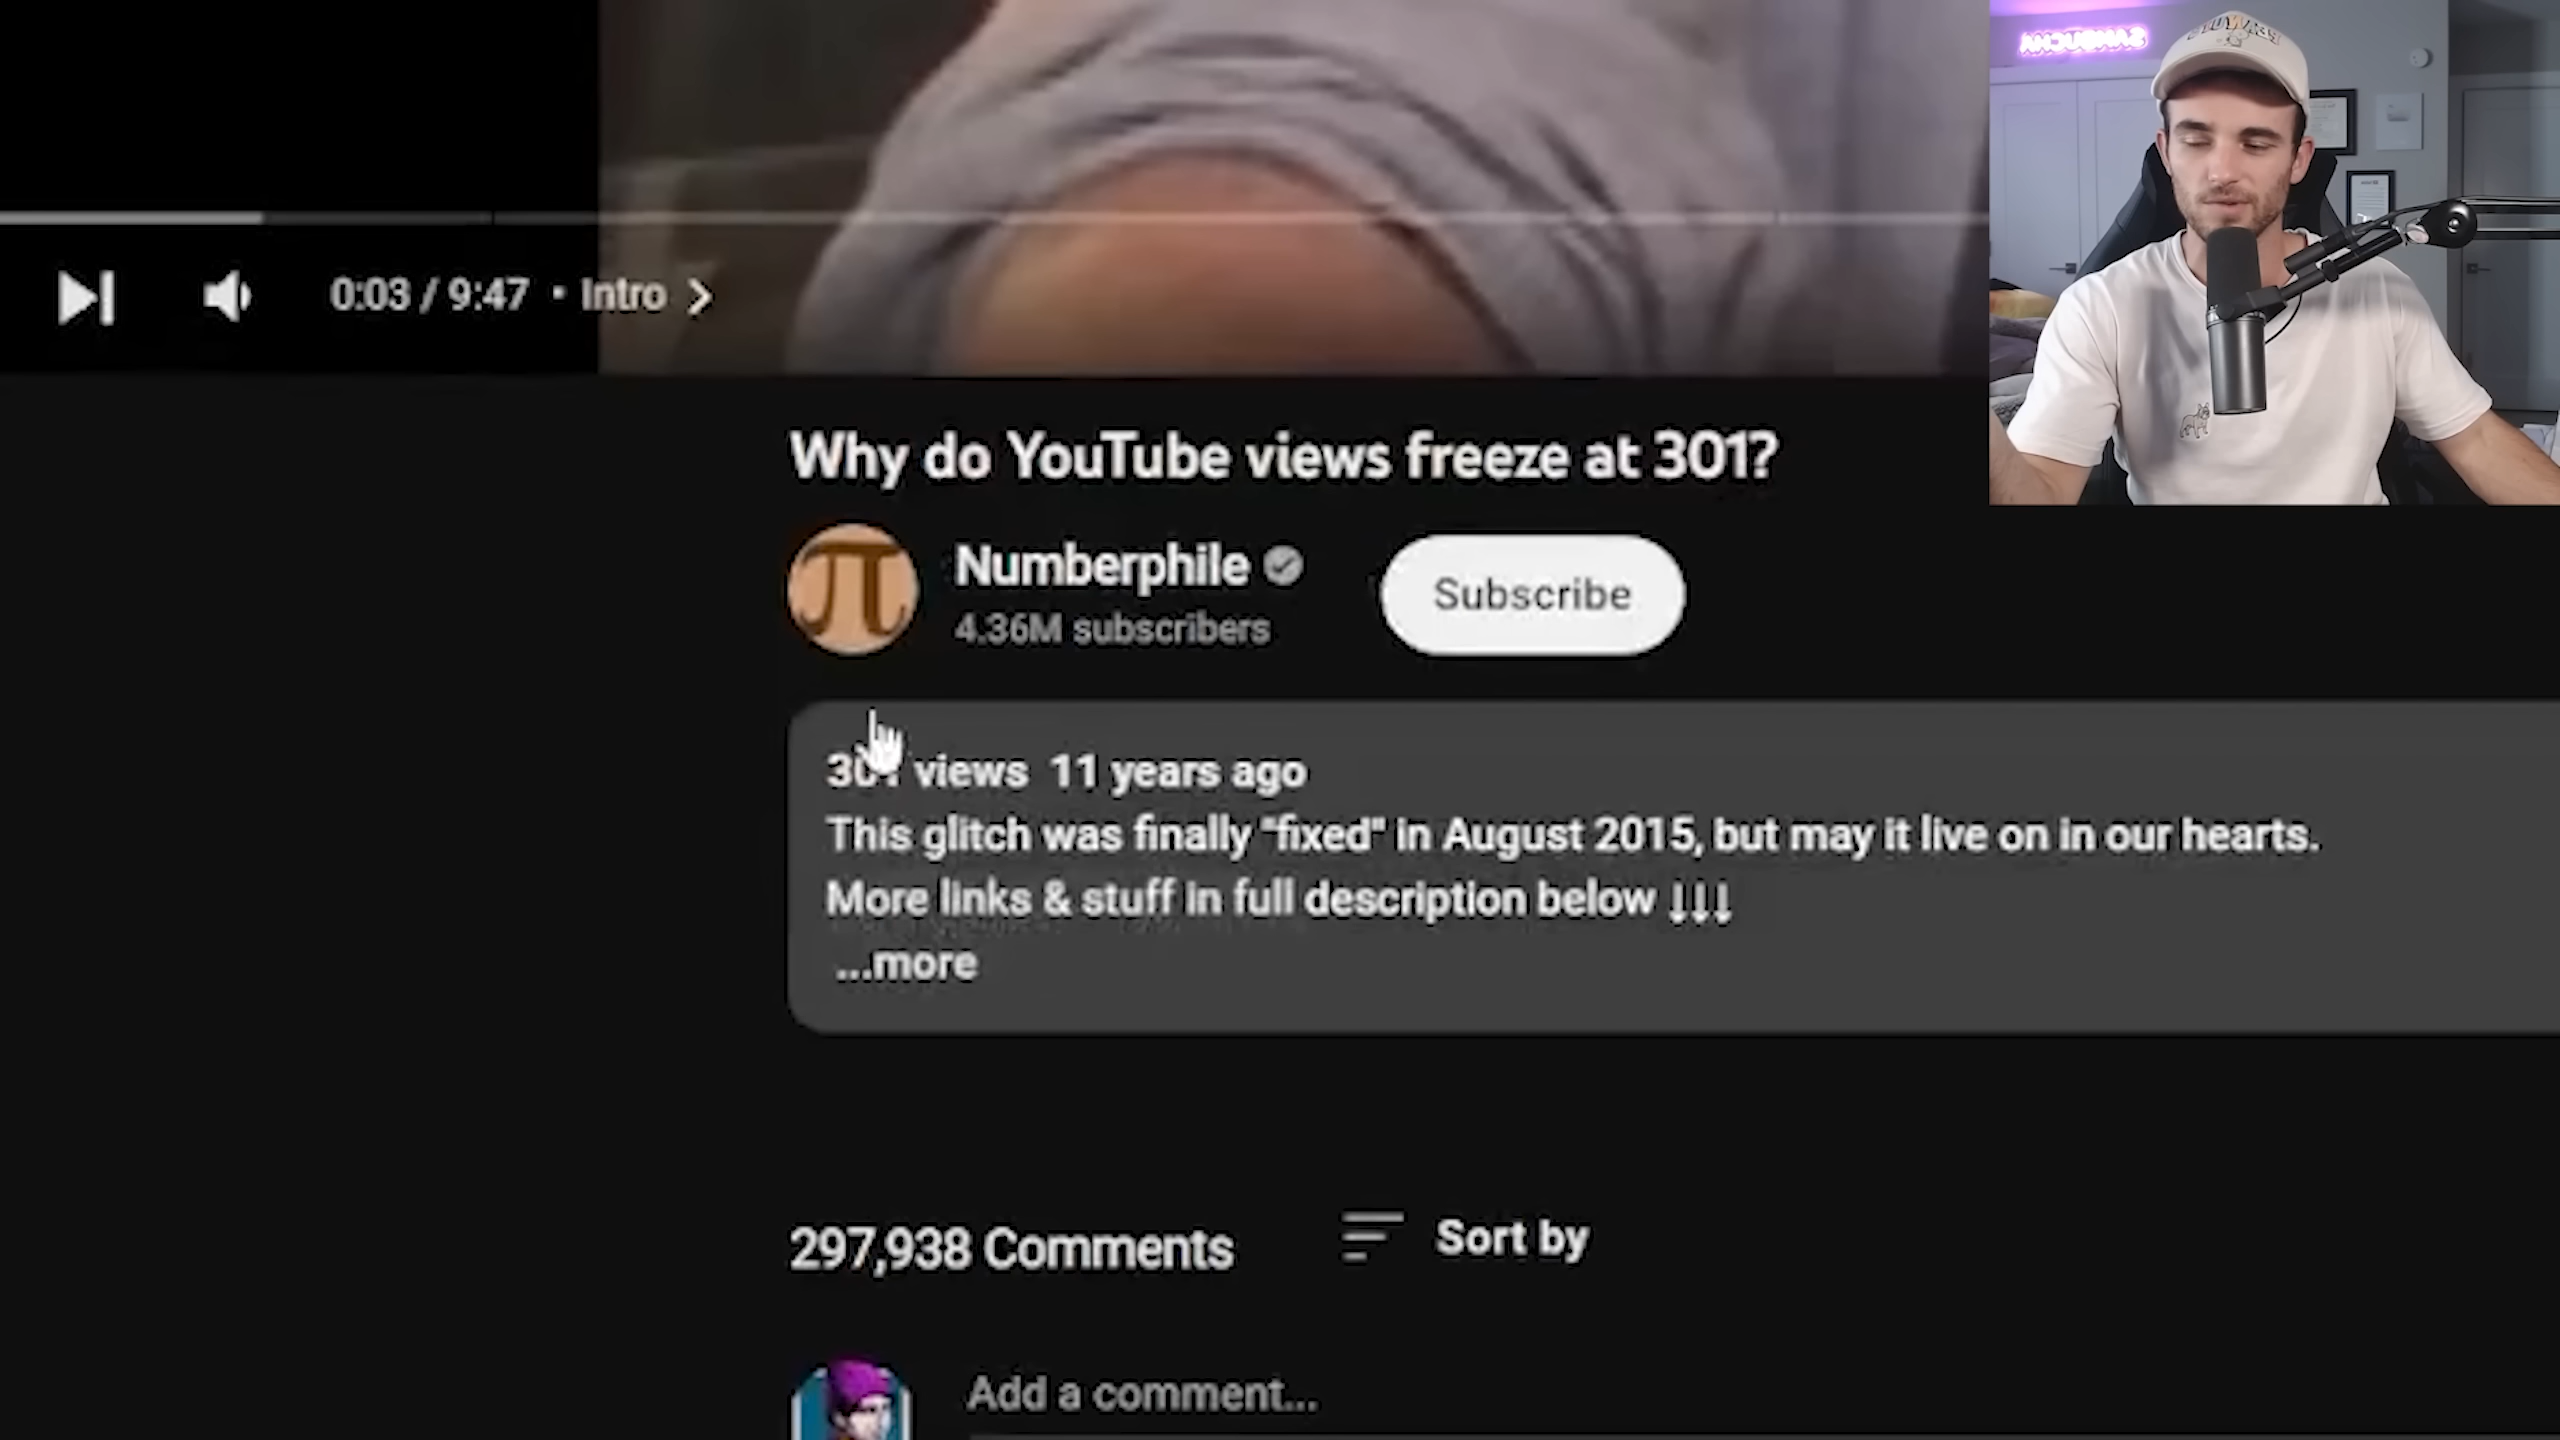 0:03 / 9:47 • Intro
Why do YouTube views freeze at 301?
Numberphile
4.36M subscribers
Subscribe
301 views 11 years ago
This glitch was finally "fixed" in August 2015, but may it live on in our hearts.
More links & stuff in full description below ↓↓↓
...more
297,938 Comments
Sort by
Add a comment...